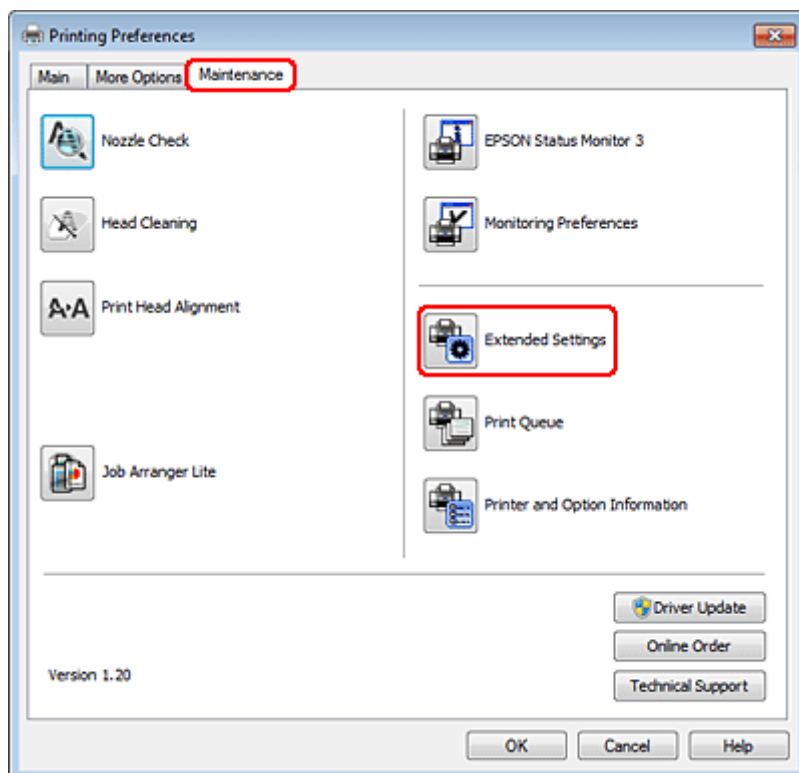 Printing Preferences
Main
More Options
Maintenance
Nozzle Check
Head Cleaning
A·A Print Head Alignment
Job Arranger Lite
EPSON Status Monitor 3
Monitoring Preferences
Extended Settings
Print Queue
Printer and Option Information
Driver Update
Online Order
Technical Support
Version 1.20
OK
Cancel
Help